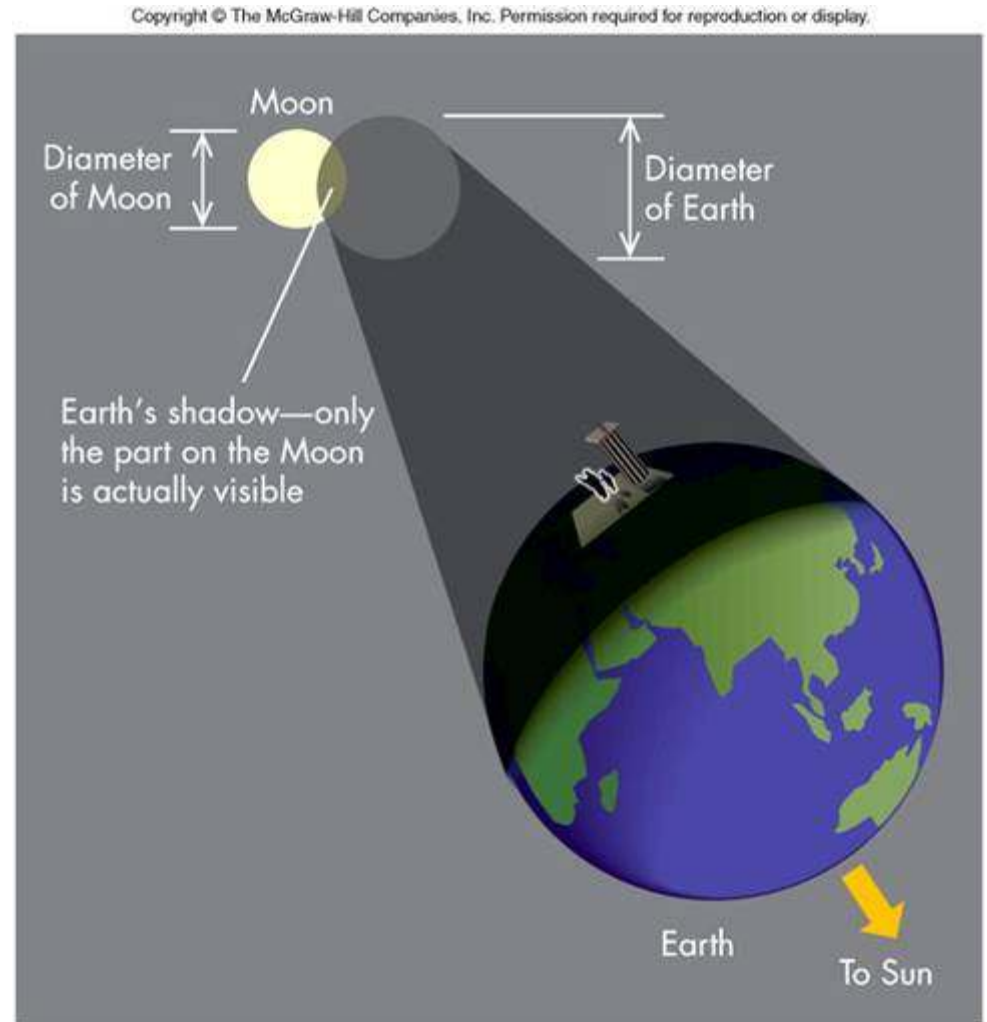 Copyright © The McGraw-Hill Companies, Inc. Permission required for reproduction or display.
Moon
Diameter
of Moon
Diameter
of Earth
Earth's shadow—only
the part on the Moon
is actually visible
Earth
To Sun